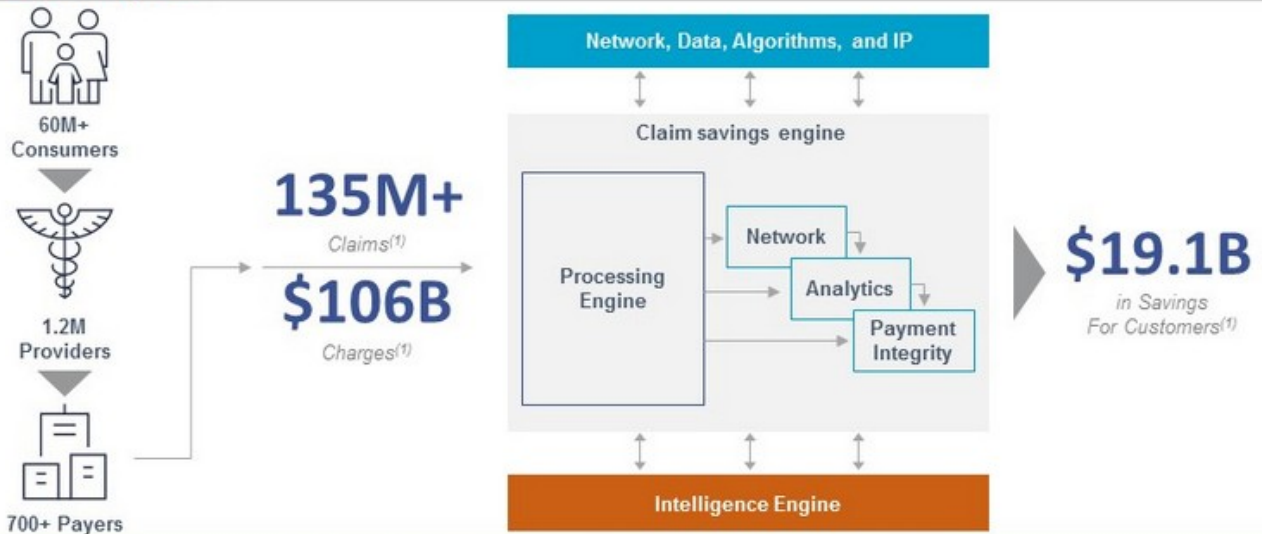 60M+
Consumers
1.2M
Providers
700+ Payers
135M+
Claims(1)
$106B
Charges(1)
Network, Data, Algorithms, and IP
Claim savings engine
Processing
Engine
Network
Analytics
Payment
Integrity
Intelligence Engine
$19.1B
in Savings
For Customers(1)